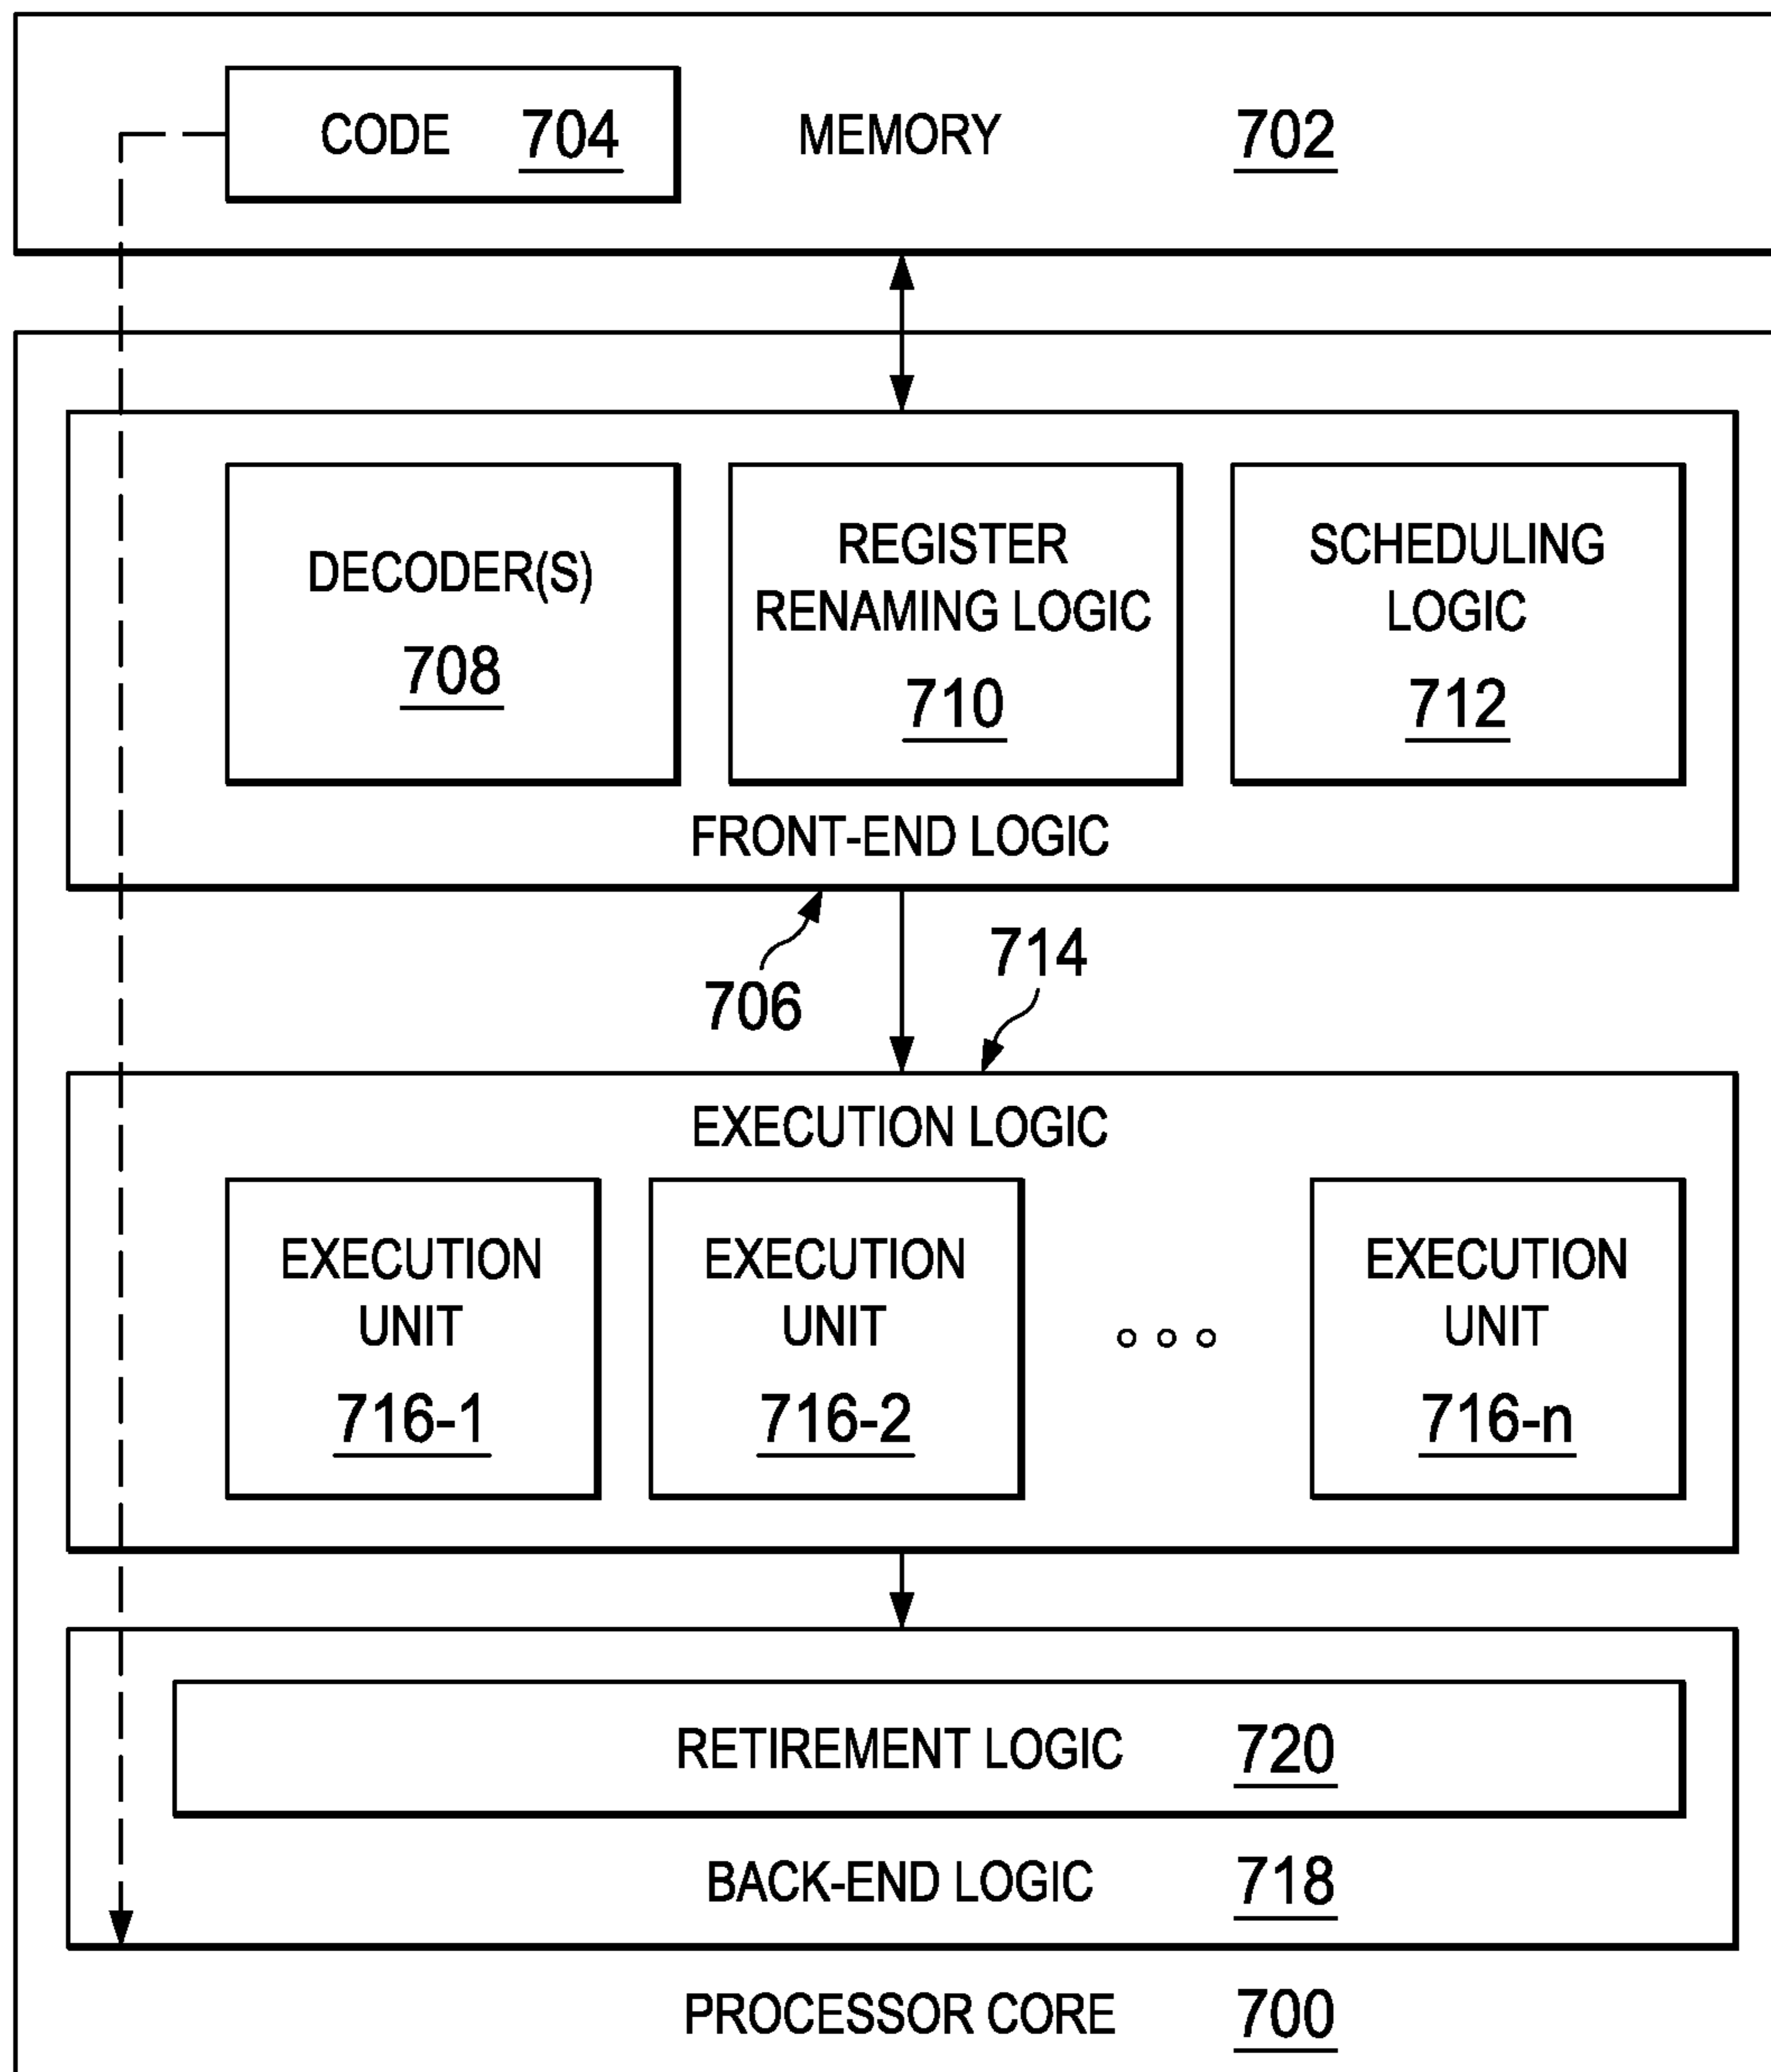 CODE 704 MEMORY 702
DECODER(S)
708
REGISTER
RENAMING LOGIC
710
SCHEDULING
LOGIC
712
FRONT-END LOGIC
706
714
EXECUTION LOGIC
EXECUTION
UNIT
716-1
EXECUTION
UNIT
716-2
EXECUTION
UNIT
716-n
RETIREMENT LOGIC 720
BACK-END LOGIC 718
PROCESSOR CORE 700